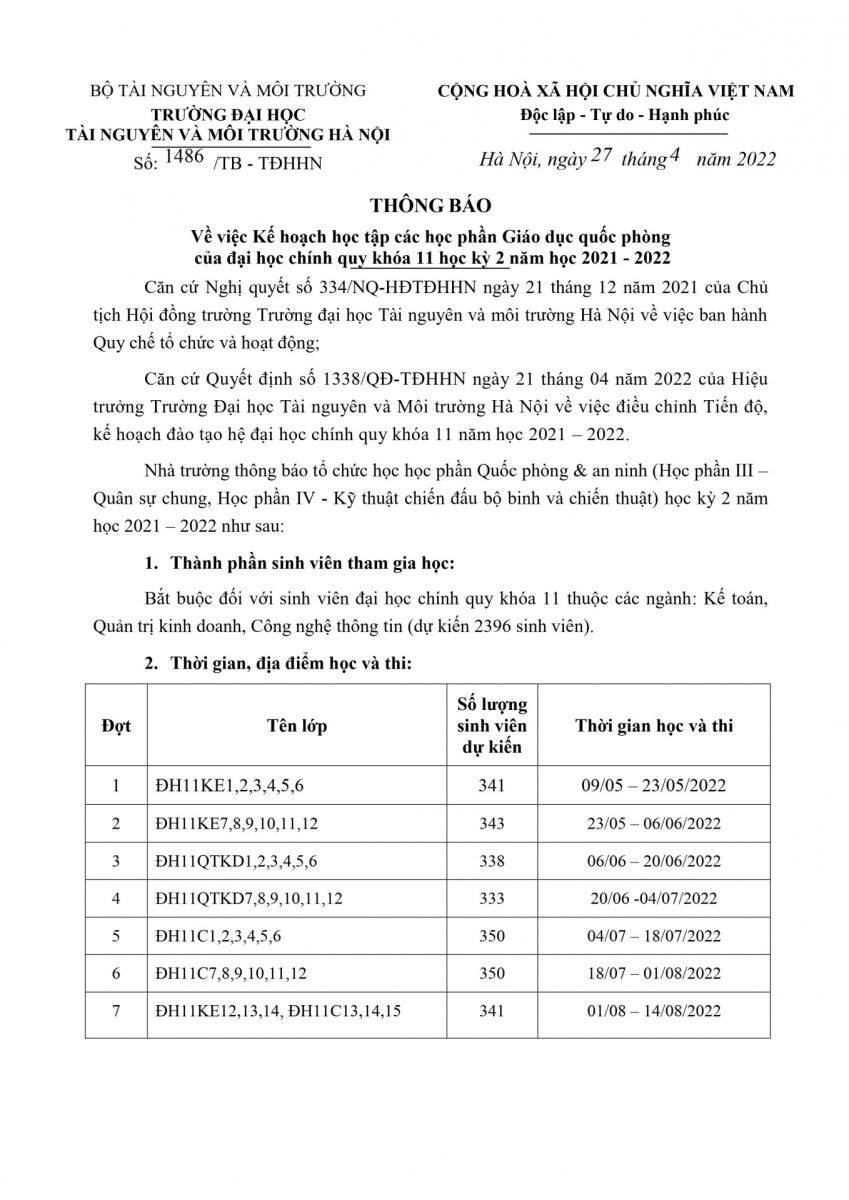 BỘ TÀI NGUYÊN VÀ MÔI TRƯỜNG
TRƯỜNG ĐẠI HỌC
TÀI NGUYÊN VÀ MÔI TRƯỜNG HÀ NỘI
Số: 1486 /TB - TĐHHN
CỘNG HOÀ XÃ HỘI CHỦ NGHĨA VIỆT NAM
Độc lập - Tự do - Hạnh phúc
Hà Nội, ngày 27 tháng 4 năm 2022
THÔNG BÁO
Về việc Kế hoạch học tập các học phần Giáo dục quốc phòng
của đại học chính quy khóa 11 học kỳ 2 năm học 2021 - 2022
Căn cứ Nghị quyết số 334/NQ-HĐTĐHHN ngày 21 tháng 12 năm 2021 của Chủ
tịch Hội đồng trường Trường đại học Tài nguyên và môi trường Hà Nội về việc ban hành
Quy chế tổ chức và hoạt động;
Căn cứ Quyết định số 1338/QĐ-TĐHHN ngày 21 tháng 04 năm 2022 của Hiệu
trưởng Trường Đại học Tài nguyên và Môi trường Hà Nội về việc điều chỉnh Tiến độ,
kế hoạch đào tạo hệ đại học chính quy khóa 11 năm học 2021 – 2022.
Nhà trường thông báo tổ chức học học phần Quốc phòng & an ninh (Học phần III –
Quân sự chung, Học phần IV - Kỹ thuật chiến đấu bộ binh và chiến thuật) học kỳ 2 năm
học 2021 – 2022 như sau:
1. Thành phần sinh viên tham gia học:
Bắt buộc đối với sinh viên đại học chính quy khóa 11 thuộc các ngành: Kế toán,
Quản trị kinh doanh, Công nghệ thông tin (dự kiến 2396 sinh viên).
2. Thời gian, địa điểm học và thi:
Đợt Tên lớp Số lượng sinh viên dự kiến Thời gian học và thi
1 ĐH11KE1,2,3,4,5,6 341 09/05 – 23/05/2022
2 ĐH11KE7,8,9,10,11,12 343 23/05 – 06/06/2022
3 ĐH11QTKD1,2,3,4,5,6 338 06/06 – 20/06/2022
4 ĐH11QTKD7,8,9,10,11,12 333 20/06 -04/07/2022
5 ĐH11C1,2,3,4,5,6 350 04/07 – 18/07/2022
6 ĐH11C7,8,9,10,11,12 350 18/07 – 01/08/2022
7 ĐH11KE12,13,14, ĐH11C13,14,15 341 01/08 – 14/08/2022